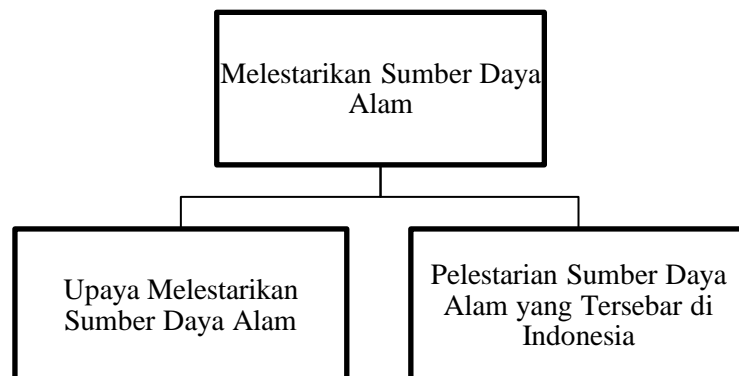 Melestarikan Sumber Daya
Alam
Upaya Melestarikan
Sumber Daya Alam
Pelestarian Sumber Daya
Alam yang Tersebar di
Indonesia